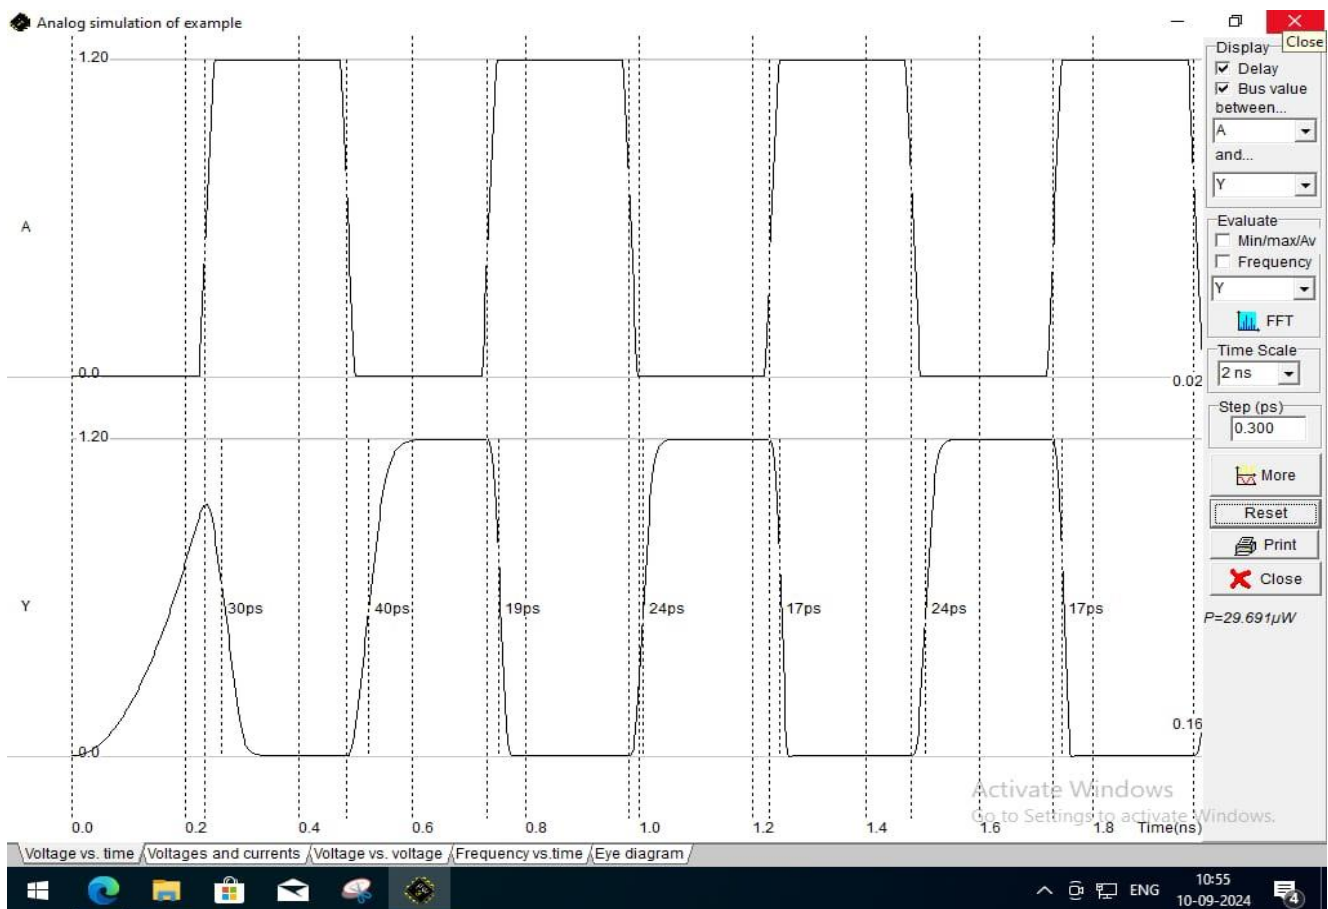 Analog simulation of example
Close
1.20
A
0.0
0.02
1.20
Y
30ps
40ps
19ps
24ps
17ps
24ps
17ps
0.16
0.0
0.0
0.2
0.4
0.6
0.8
1.0
1.2
1.4
1.6
1.8
Time(ns)
Display
Delay
Bus value
between...
A
and...
Y
Evaluate
Min/max/Av
Frequency
Y
FFT
Time Scale
2 ns
Step (ps)
0.300
More
Reset
Print
Close
P=29.691µW
Activate Windows
Go to Settings to activate Windows.
Voltage vs. time
Voltages and currents
Voltage vs. voltage
Frequency vs.time
Eye diagram
ENG
10:55
10-09-2024
4